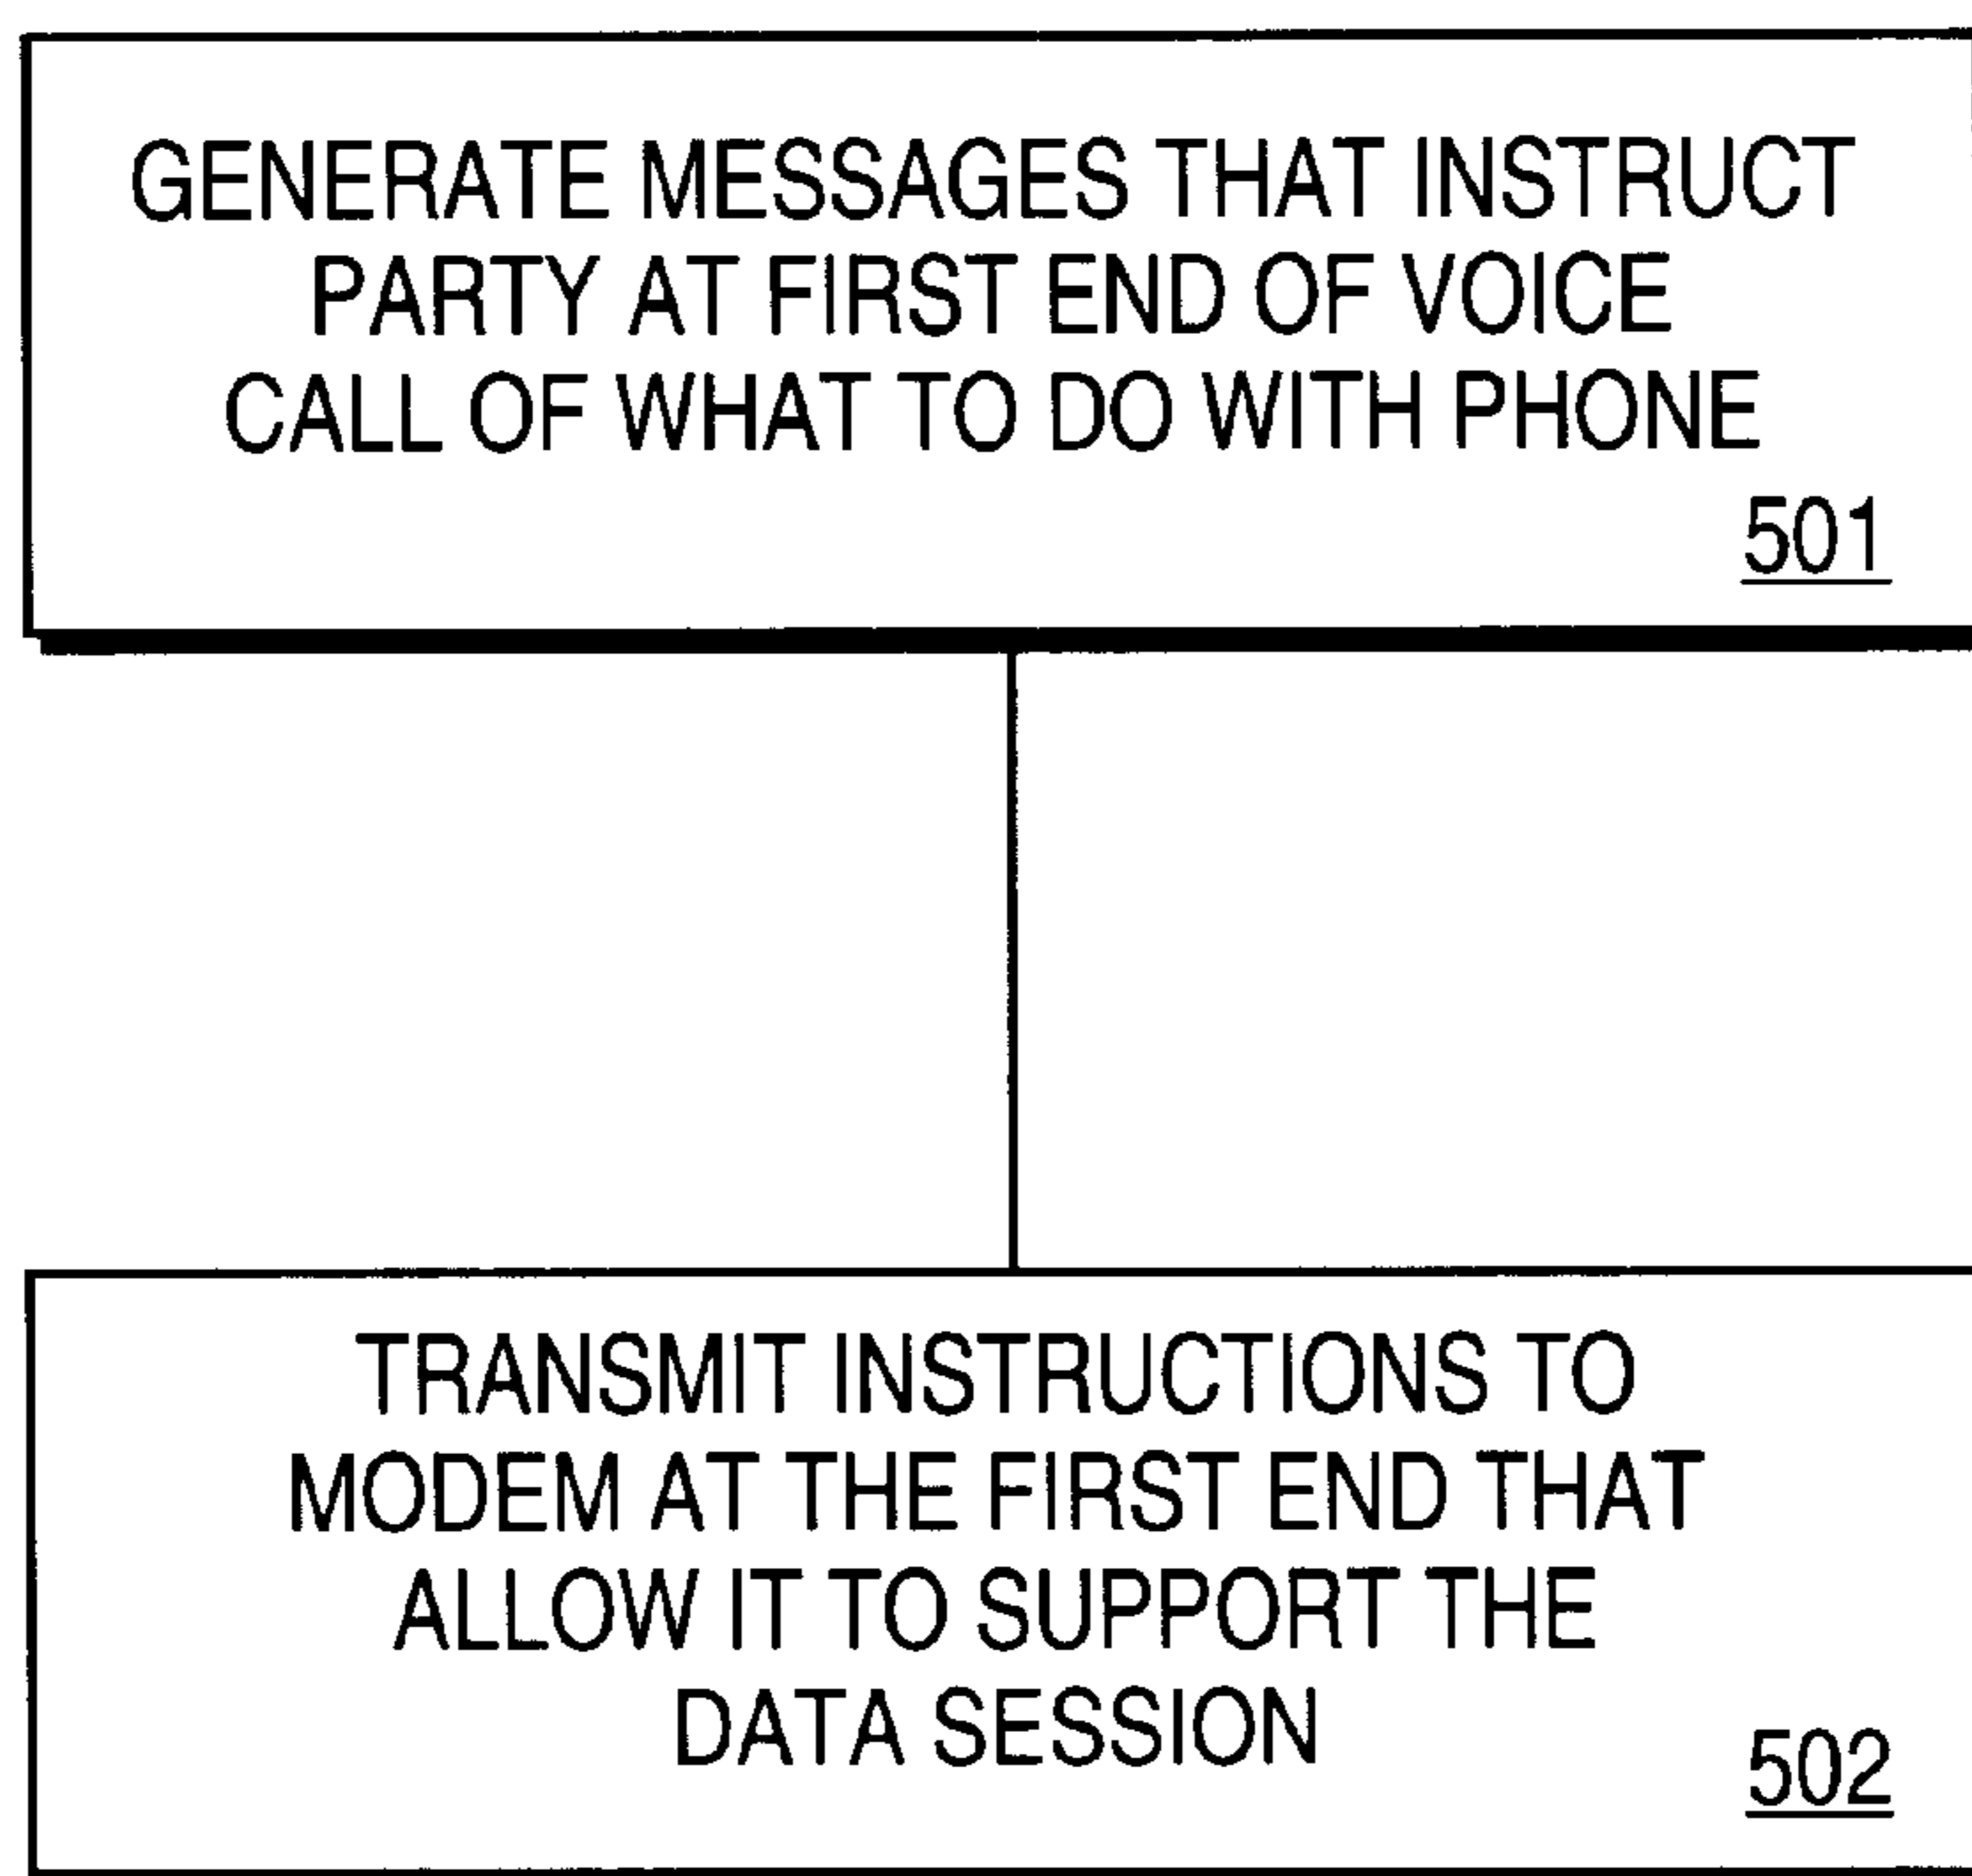 GENERATE MESSAGES THAT INSTRUCT
PARTY AT FIRST END OF VOICE
CALL OF WHAT TO DO WITH PHONE
501
TRANSMIT INSTRUCTIONS TO
MODEM AT THE FIRST END THAT
ALLOW IT TO SUPPORT THE
DATA SESSION
502